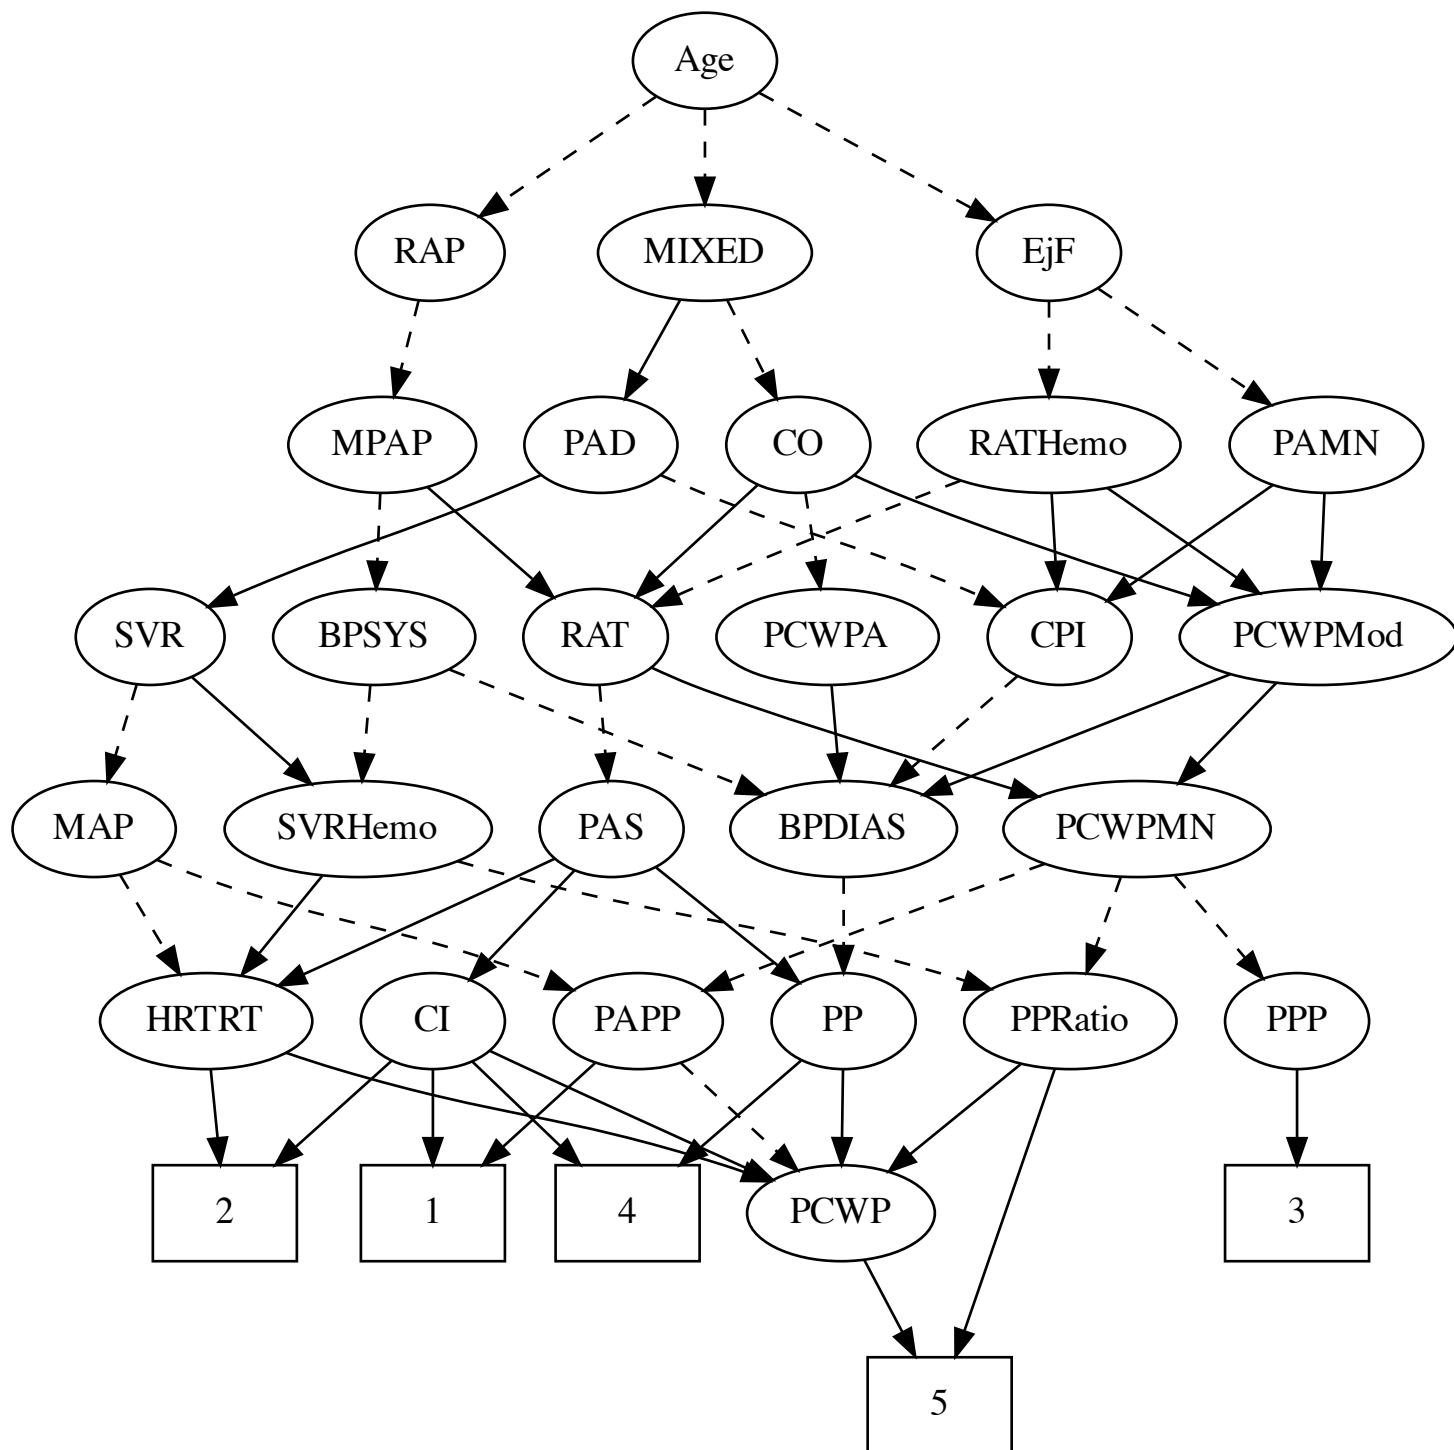 Age
RAP MIXED EjF
MPAP PAD CO RATHemo PAMN
SVR BPSYS RAT PCWPA CPI PCWPMod
MAP SVRHemo PAS BPDIAS PCWPMN
HRTRT CI PAPP PP PPRatio PPP
2 1 4 PCWP 3
5